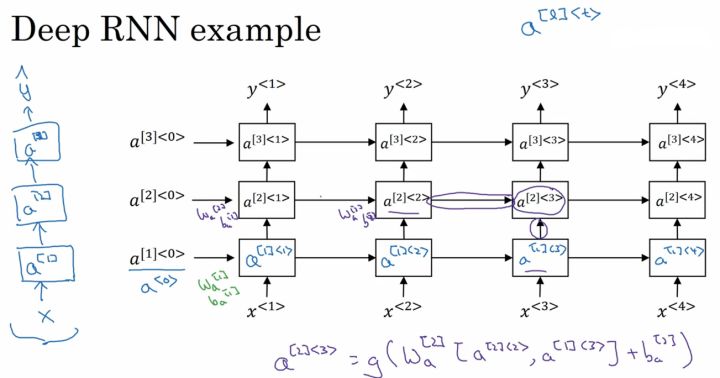 Deep RNN example
a^[l]<t>
ŷ
y^<1> y^<2> y^<3> y^<4>
a^[3]<0> a^[3]<1> a^[3]<2> a^[3]<3> a^[3]<4>
a^[2] a^[2]<0> a^[2]<1> a^[2]<2> a^[2]<3> a^[2]<4>
W_a^[2] b_a^[2] W_a^[2] b_a^[2]
a^[1] a^[1]<0> a^[1]<1> a^[1]<2> a^[1]<3> a^[1]<4>
a^[0] W_a^[1] b_a^[1]
x x^<1> x^<2> x^<3> x^<4>
a^[2]<3> = g(W_a^[2] [a^[2]<2>, a^[1]<3>] + b_a^[2])